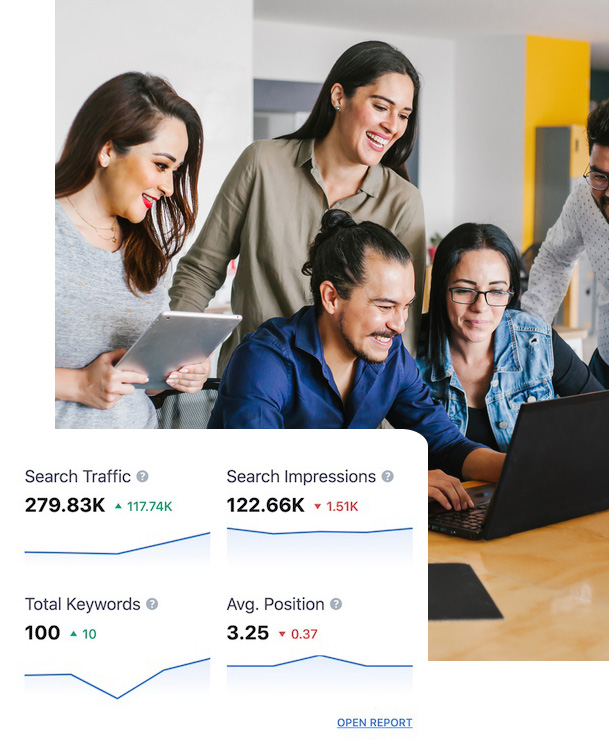 Search Traffic ?
279.83K ▲ 117.74K
Search Impressions ?
122.66K ▼ 1.51K
Total Keywords ?
100 ▲ 10
Avg. Position ?
3.25 ▼ 0.37
OPEN REPORT